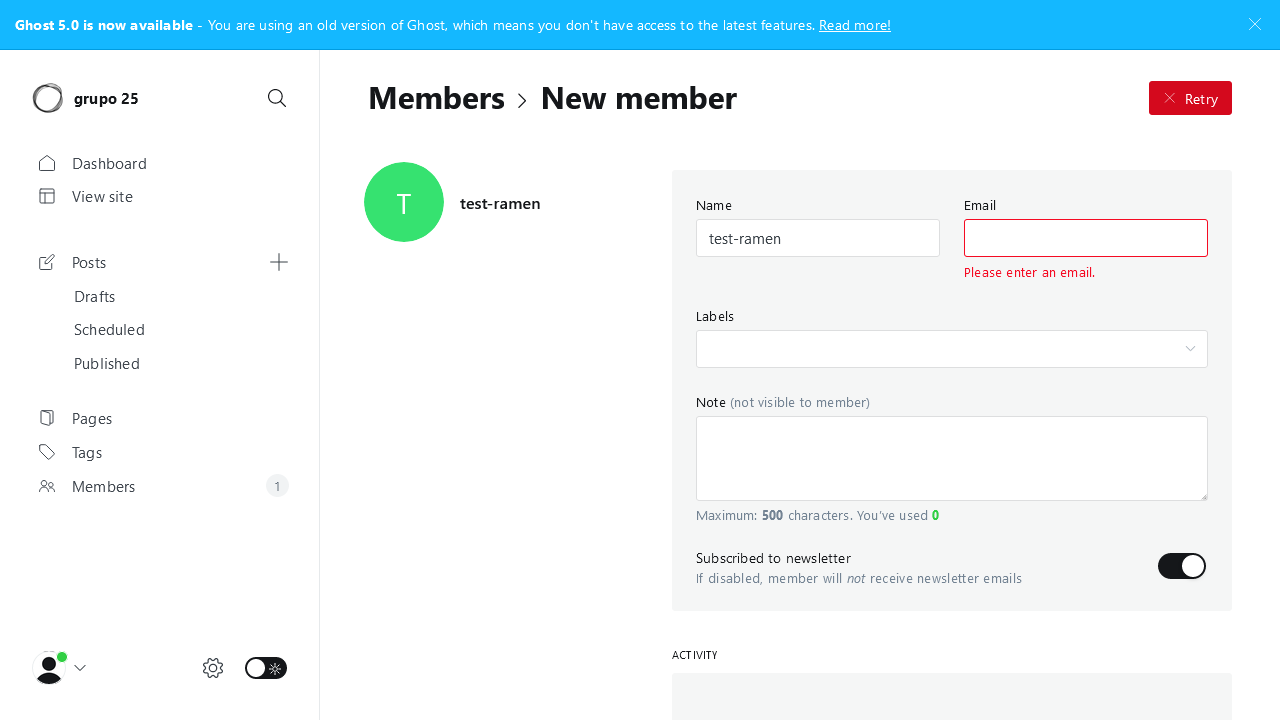 Ghost 5.0 is now available - You are using an old version of Ghost, which means you don't have access to the latest features. Read more!
grupo 25
Dashboard
View site
Posts
Drafts
Scheduled
Published
Pages
Tags
Members
1
Members > New member
Retry
T
test-ramen
Name
test-ramen
Email
Please enter an email.
Labels
Note (not visible to member)
Maximum: 500 characters. You've used 0
Subscribed to newsletter
If disabled, member will not receive newsletter emails
ACTIVITY